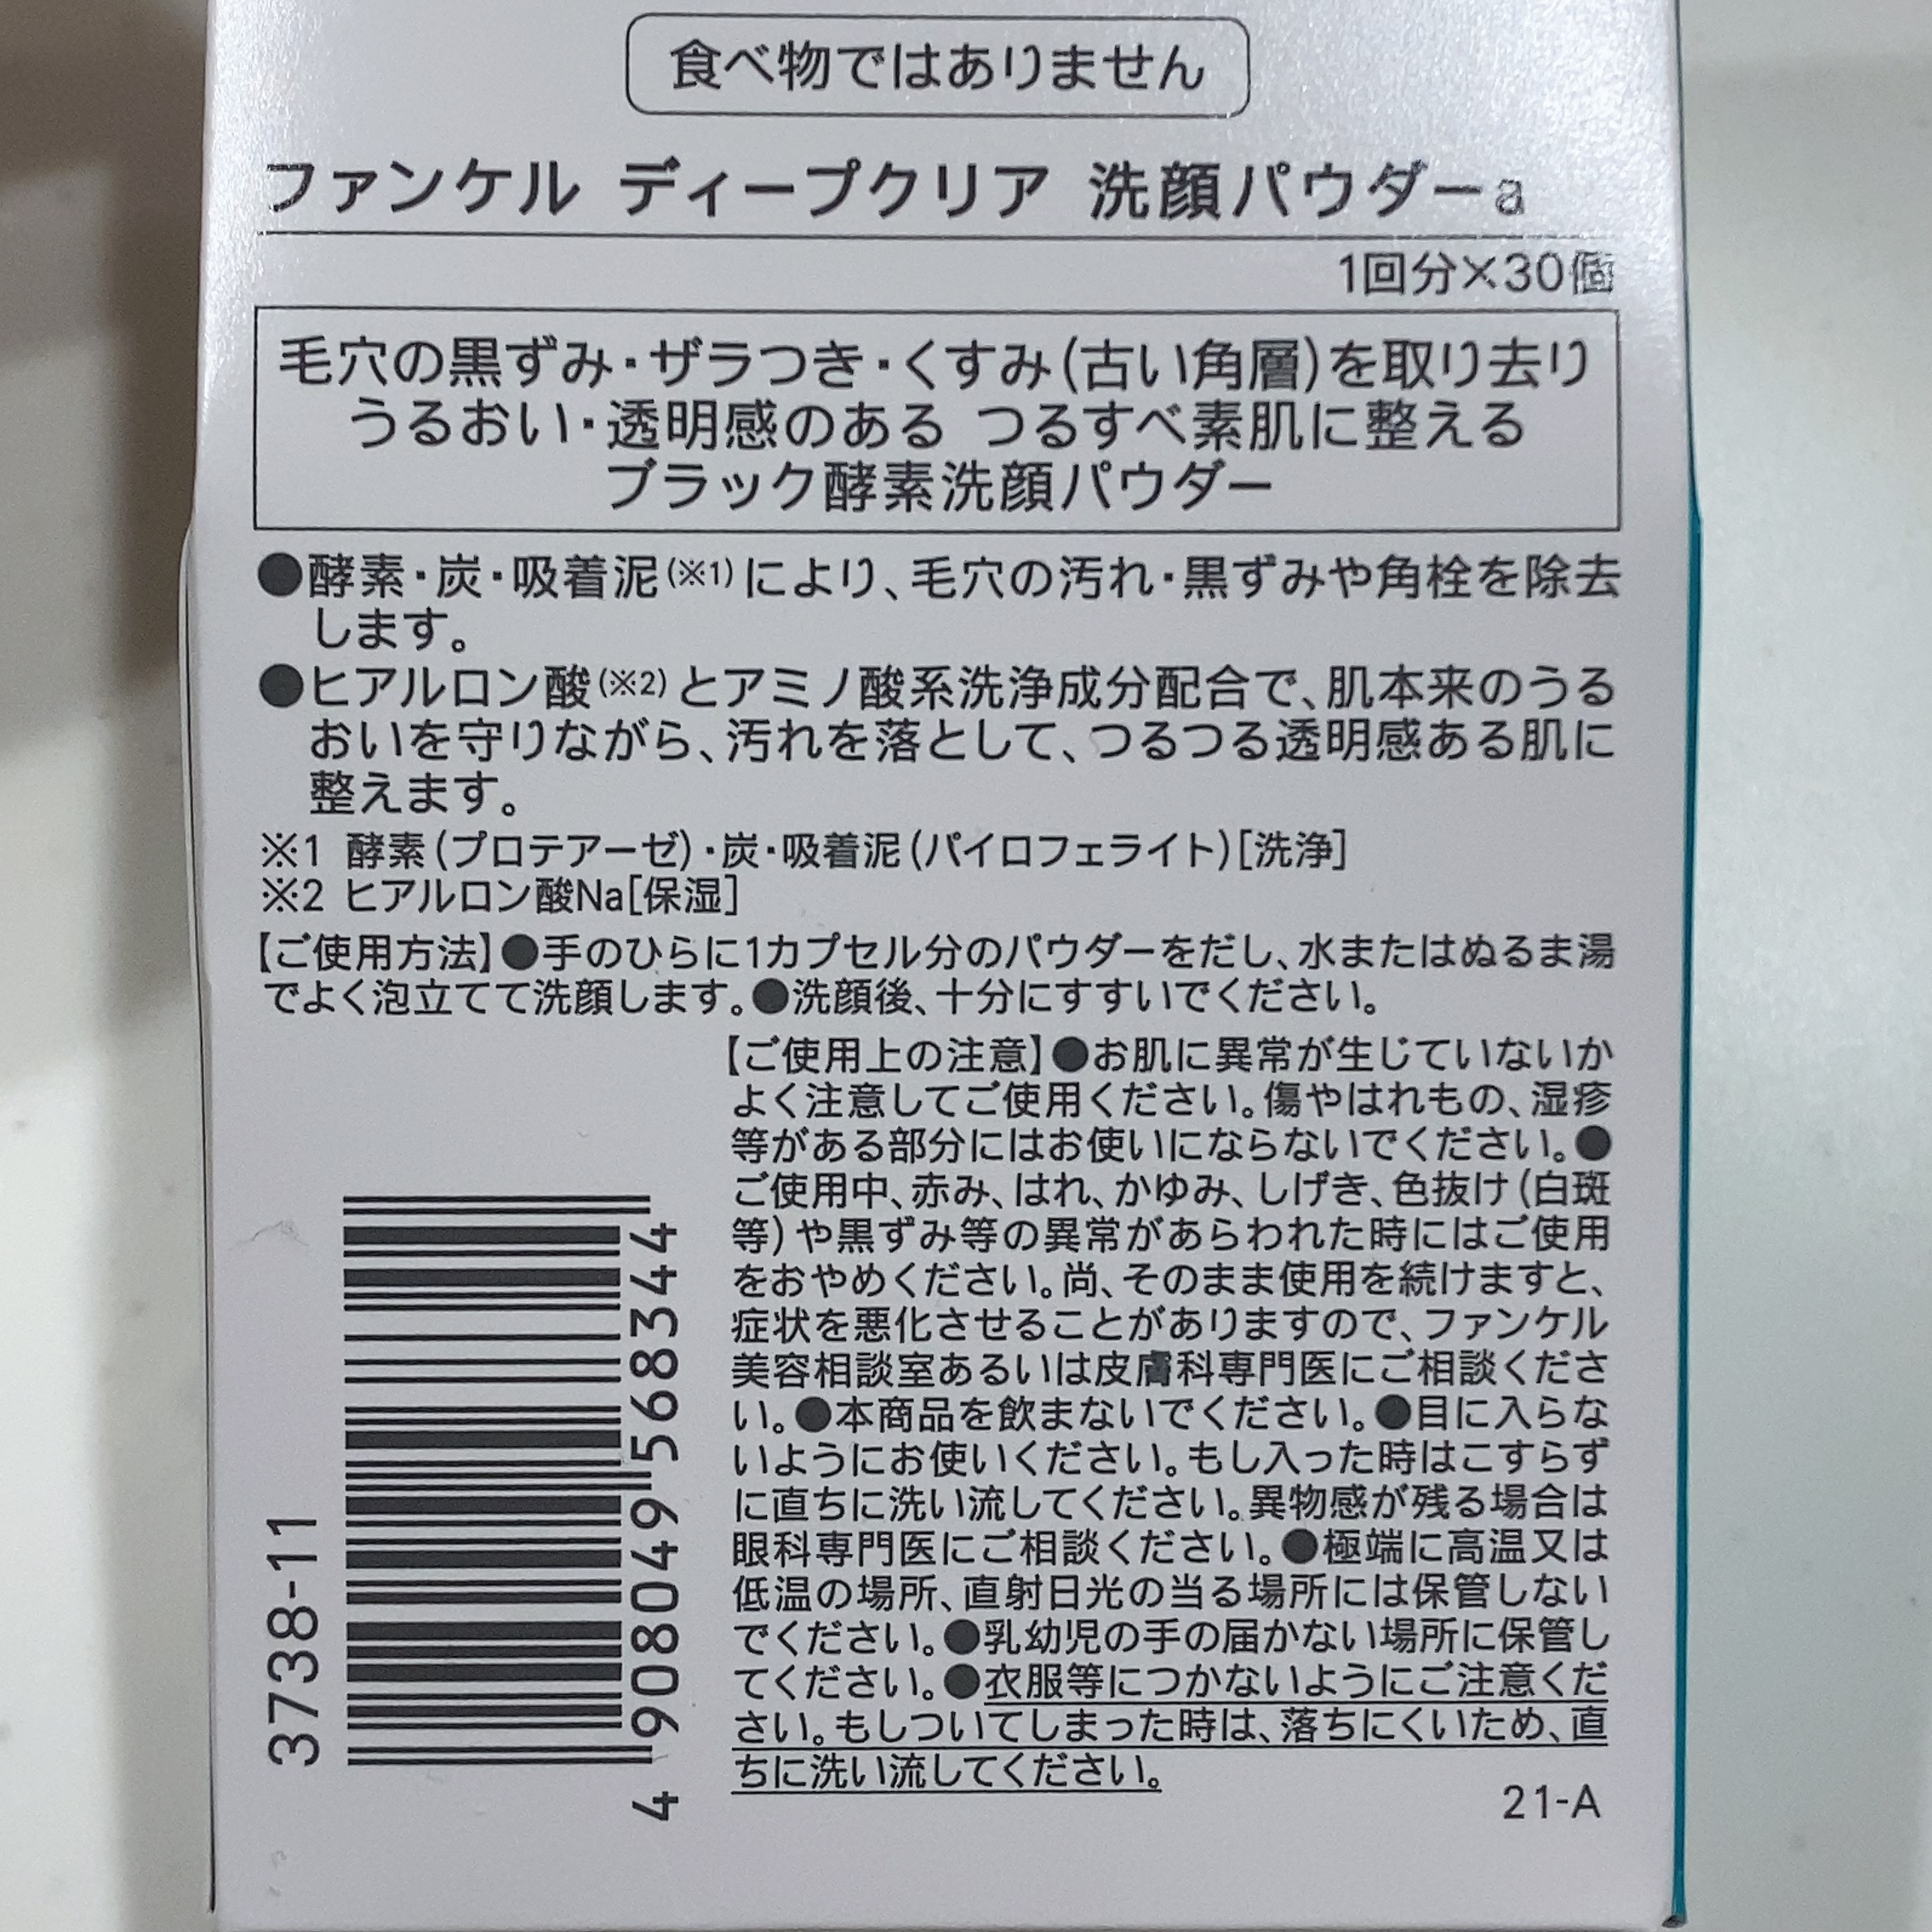 食べ物ではありません
ファンケル ディープクリア 洗顔パウダーa
1回分×30個
毛穴の黒ずみ・ザラつき・くすみ(古い角層)を取り去り
うるおい・透明感のある つるすべ素肌に整える
ブラック酵素洗顔パウダー
●酵素・炭・吸着泥(※1)により、毛穴の汚れ・黒ずみや角栓を除去
します。
●ヒアルロン酸(※2)とアミノ酸系洗浄成分配合で、肌本来のうる
おいを守りながら、汚れを落として、つるつる透明感ある肌に
整えます。
※1 酵素(プロテアーゼ)・炭・吸着泥(パイロフェライト)[洗浄]
※2 ヒアルロン酸Na[保湿]
【ご使用方法】●手のひらに1カプセル分のパウダーをだし、水またはぬるま湯
でよく泡立てて洗顔します。●洗顔後、十分にすすいでください。
【ご使用上の注意】●お肌に異常が生じていないか
よく注意してご使用ください。傷やはれもの、湿疹
等がある部分にはお使いにならないでください。●
ご使用中、赤み、はれ、かゆみ、しげき、色抜け(白斑
等)や黒ずみ等の異常があらわれた時にはご使用
をおやめください。尚、そのまま使用を続けますと、
症状を悪化させることがありますので、ファンケル
美容相談室あるいは皮膚科専門医にご相談くださ
い。●本商品を飲まないでください。●目に入らな
いようにお使いください。もし入った時はこすらず
に直ちに洗い流してください。異物感が残る場合は
眼科専門医にご相談ください。●極端に高温又は
低温の場所、直射日光の当る場所には保管しない
でください。●乳幼児の手の届かない場所に保管し
てください。●衣服等につかないようにご注意くだ
さい。もしついてしまった時は、落ちにくいため、直
ちに洗い流してください。
21-A
3738-11
4 908049 568344